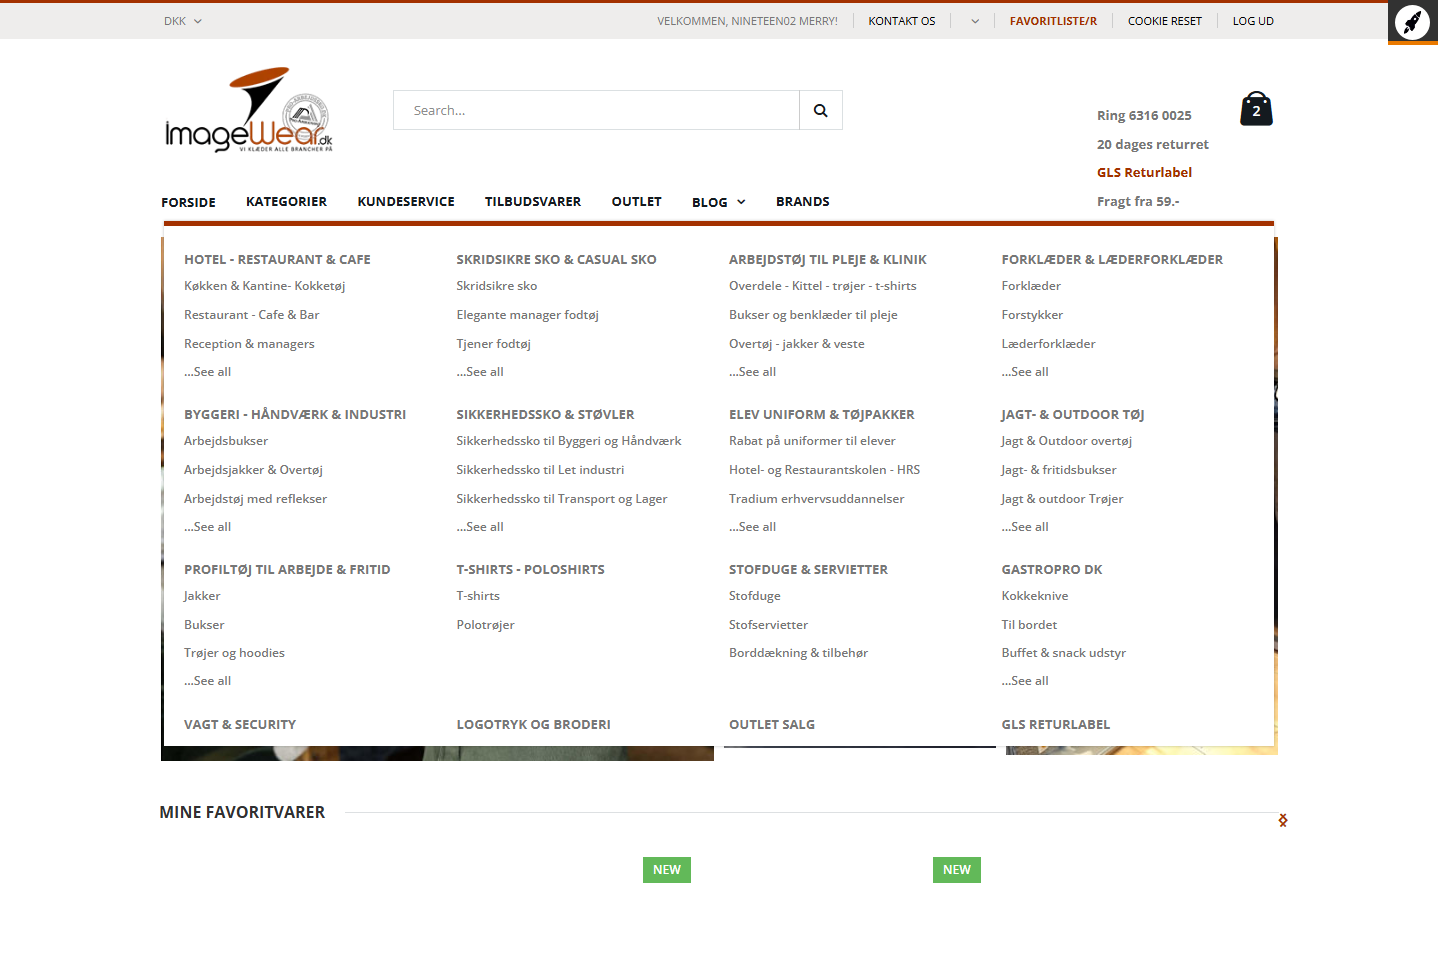 DKK
VELKOMMEN, NINETEEN02 MERRY!
KONTAKT OS
FAVORITLISTE/R
COOKIE RESET
LOG UD
imageWear.dk
VI KLÆDER ALLE BRANCHER PÅ
Search...
Ring 6316 0025
2
20 dages returret
GLS Returlabel
Fragt fra 59.-
FORSIDE
KATEGORIER
KUNDESERVICE
TILBUDSVARER
OUTLET
BLOG
BRANDS
HOTEL - RESTAURANT & CAFE
Køkken & Kantine- Kokketøj
Restaurant - Cafe & Bar
Reception & managers
...See all
SKRIDSIKRE SKO & CASUAL SKO
Skridsikre sko
Elegante manager fodtøj
Tjener fodtøj
...See all
ARBEJDSTØJ TIL PLEJE & KLINIK
Overdele - Kittel - trøjer - t-shirts
Bukser og benklæder til pleje
Overtøj - jakker & veste
...See all
FORKLÆDER & LÆDERFORKLÆDER
Forklæder
Forstykker
Læderforklæder
...See all
BYGGERI - HÅNDVÆRK & INDUSTRI
Arbejdsbukser
Arbejdsjakker & Overtøj
Arbejdstøj med reflekser
...See all
SIKKERHEDSSKO & STØVLER
Sikkerhedssko til Byggeri og Håndværk
Sikkerhedssko til Let industri
Sikkerhedssko til Transport og Lager
...See all
ELEV UNIFORM & TØJPAKKER
Rabat på uniformer til elever
Hotel- og Restaurantskolen - HRS
Tradium erhvervsuddannelser
...See all
JAGT- & OUTDOOR TØJ
Jagt & Outdoor overtøj
Jagt- & fritidsbukser
Jagt & outdoor Trøjer
...See all
PROFILTØJ TIL ARBEJDE & FRITID
Jakker
Bukser
Trøjer og hoodies
...See all
T-SHIRTS - POLOSHIRTS
T-shirts
Polotrøjer
STOFDUGE & SERVIETTER
Stofduge
Stofservietter
Borddækning & tilbehør
GASTROPRO DK
Kokkeknive
Til bordet
Buffet & snack udstyr
...See all
VAGT & SECURITY
LOGOTRYK OG BRODERI
OUTLET SALG
GLS RETURLABEL
MINE FAVORITVARER
NEW
NEW